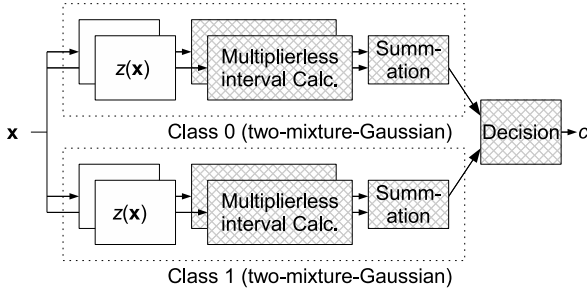 z(x)
Multiplierless
interval Calc.
Summ-
ation
Class 0 (two-mixture-Gaussian)
x
Decision
c
z(x)
Multiplierless
interval Calc.
Summ-
ation
Class 1 (two-mixture-Gaussian)